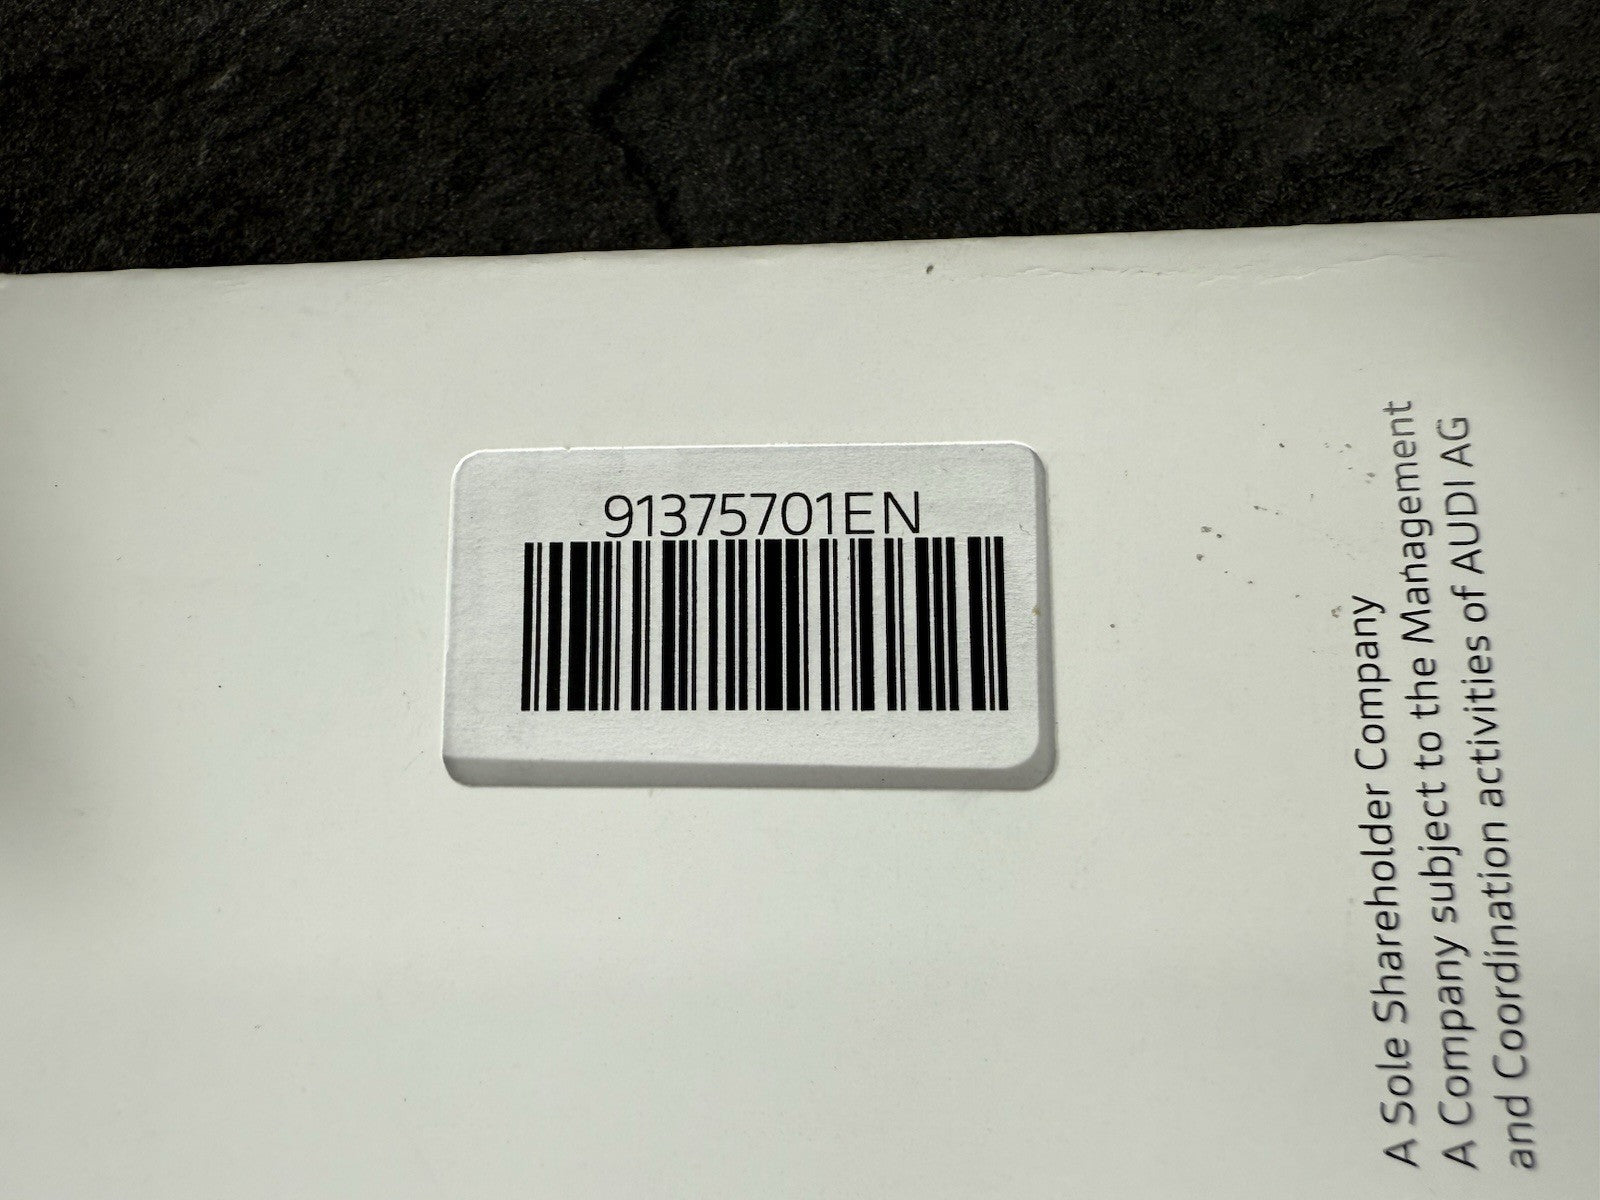 91375701EN
A Sole Shareholder Company
A Company subject to the Management
and Coordination activities of AUDI AG